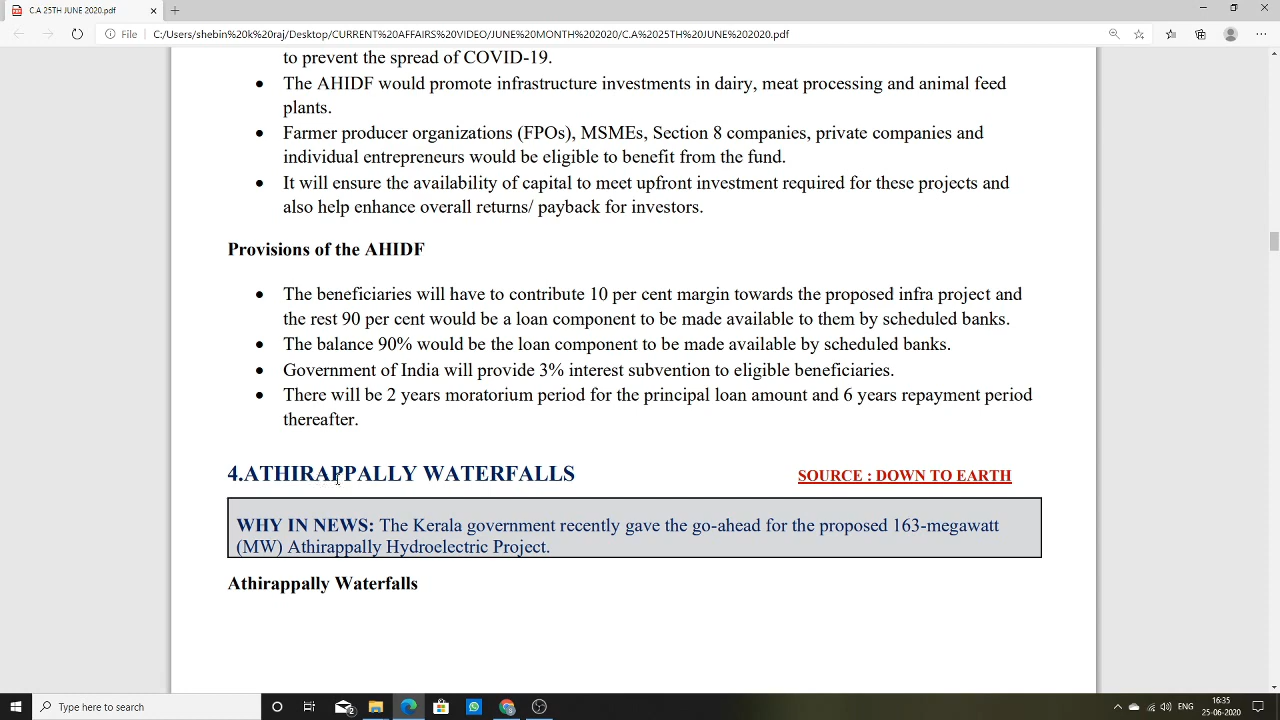 C.A 25TH JUNE 2020.pdf
File
C:/Users/shebin%20k%20raj/Desktop/CURRENT%20AFFAIRS%20VIDEO/JUNE%20MONTH%202020/C.A%2025TH%20JUNE%202020.pdf
to prevent the spread of COVID-19.
• The AHIDF would promote infrastructure investments in dairy, meat processing and animal feed
plants.
• Farmer producer organizations (FPOs), MSMEs, Section 8 companies, private companies and
individual entrepreneurs would be eligible to benefit from the fund.
• It will ensure the availability of capital to meet upfront investment required for these projects and
also help enhance overall returns/ payback for investors.
Provisions of the AHIDF
• The beneficiaries will have to contribute 10 per cent margin towards the proposed infra project and
the rest 90 per cent would be a loan component to be made available to them by scheduled banks.
• The balance 90% would be the loan component to be made available by scheduled banks.
• Government of India will provide 3% interest subvention to eligible beneficiaries.
• There will be 2 years moratorium period for the principal loan amount and 6 years repayment period
thereafter.
4.ATHIRAPPALLY WATERFALLS SOURCE : DOWN TO EARTH
WHY IN NEWS: The Kerala government recently gave the go-ahead for the proposed 163-megawatt
(MW) Athirappally Hydroelectric Project.
Athirappally Waterfalls
Type here to search
2
ENG
16:35
25-06-2020